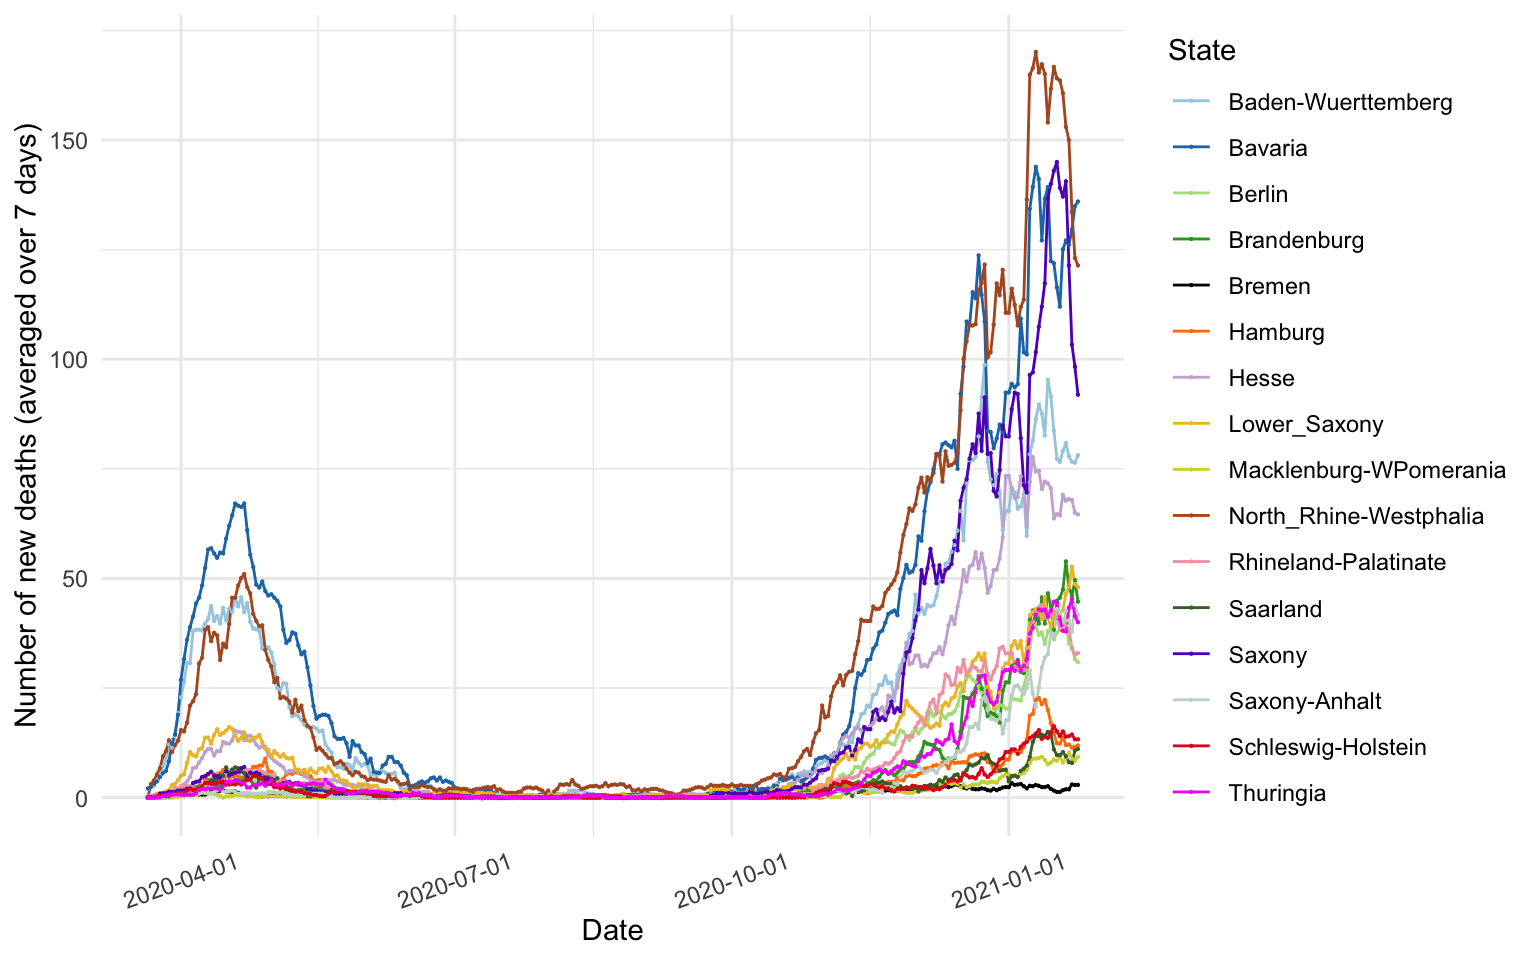 Number of new deaths (averaged over 7 days)
150
100
50
0
2020-04-01
2020-07-01
2020-10-01
2021-01-01
Date
State
Baden-Wuerttemberg
Bavaria
Berlin
Brandenburg
Bremen
Hamburg
Hesse
Lower_Saxony
Macklenburg-WPomerania
North_Rhine-Westphalia
Rhineland-Palatinate
Saarland
Saxony
Saxony-Anhalt
Schleswig-Holstein
Thuringia